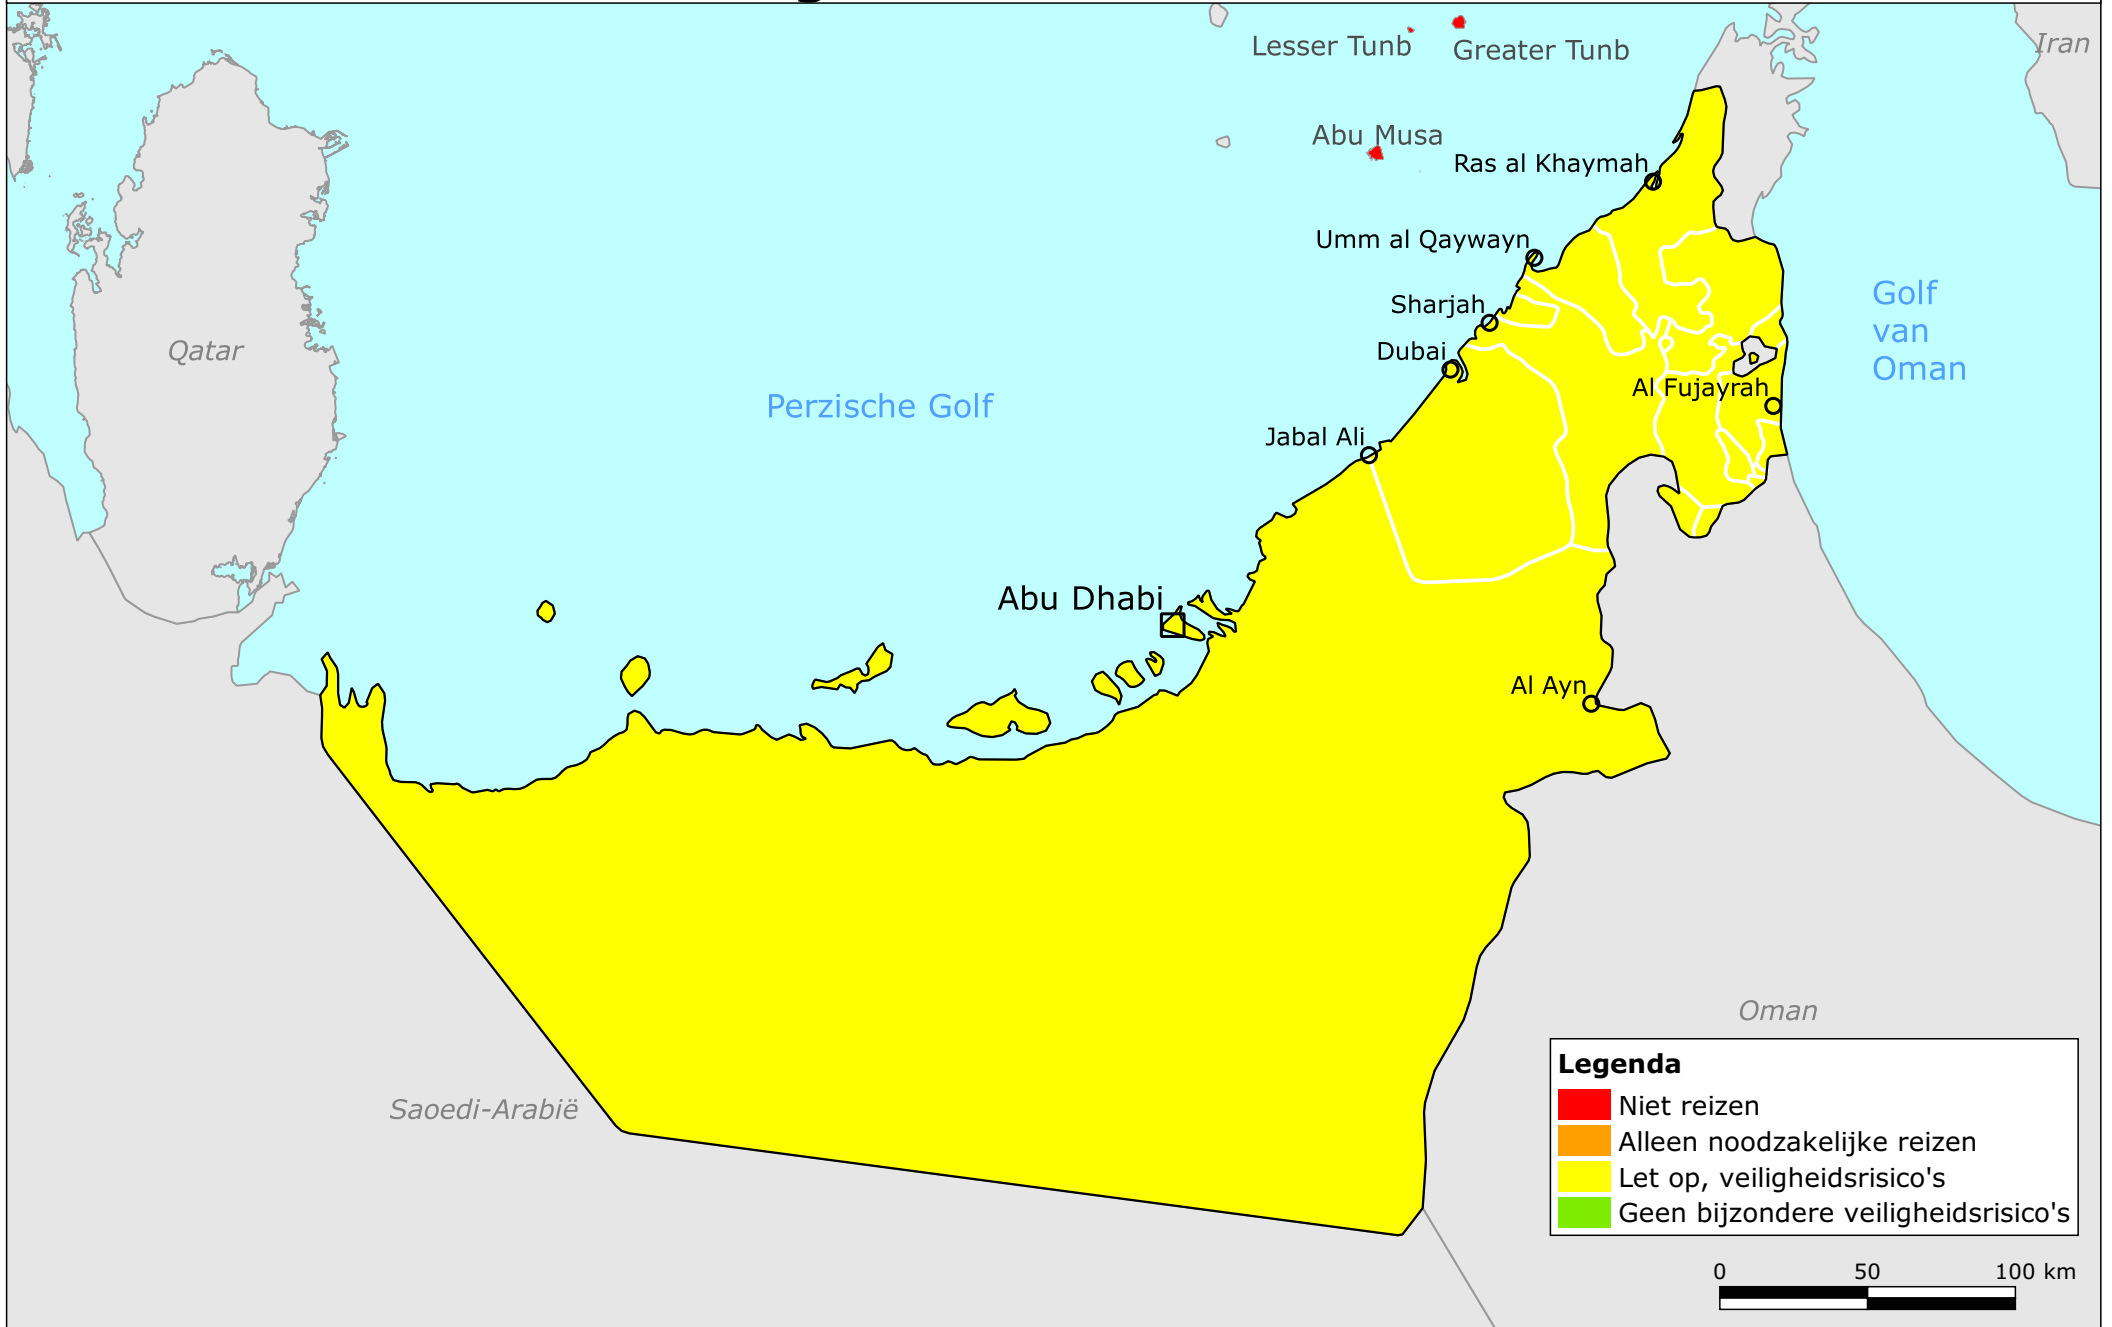 Iran
Lesser Tunb
Greater Tunb
Abu Musa
Ras al Khaymah
Umm al Qaywayn
Golf
van
Oman
Sharjah
Qatar
Dubai
Al Fujayrah
Perzische Golf
Jabal Ali
Abu Dhabi
Al Ayn
Oman
Saoedi-Arabië
Legenda
Niet reizen
Alleen noodzakelijke reizen
Let op, veiligheidsrisico's
Geen bijzondere veiligheidsrisico's
0 50 100 km